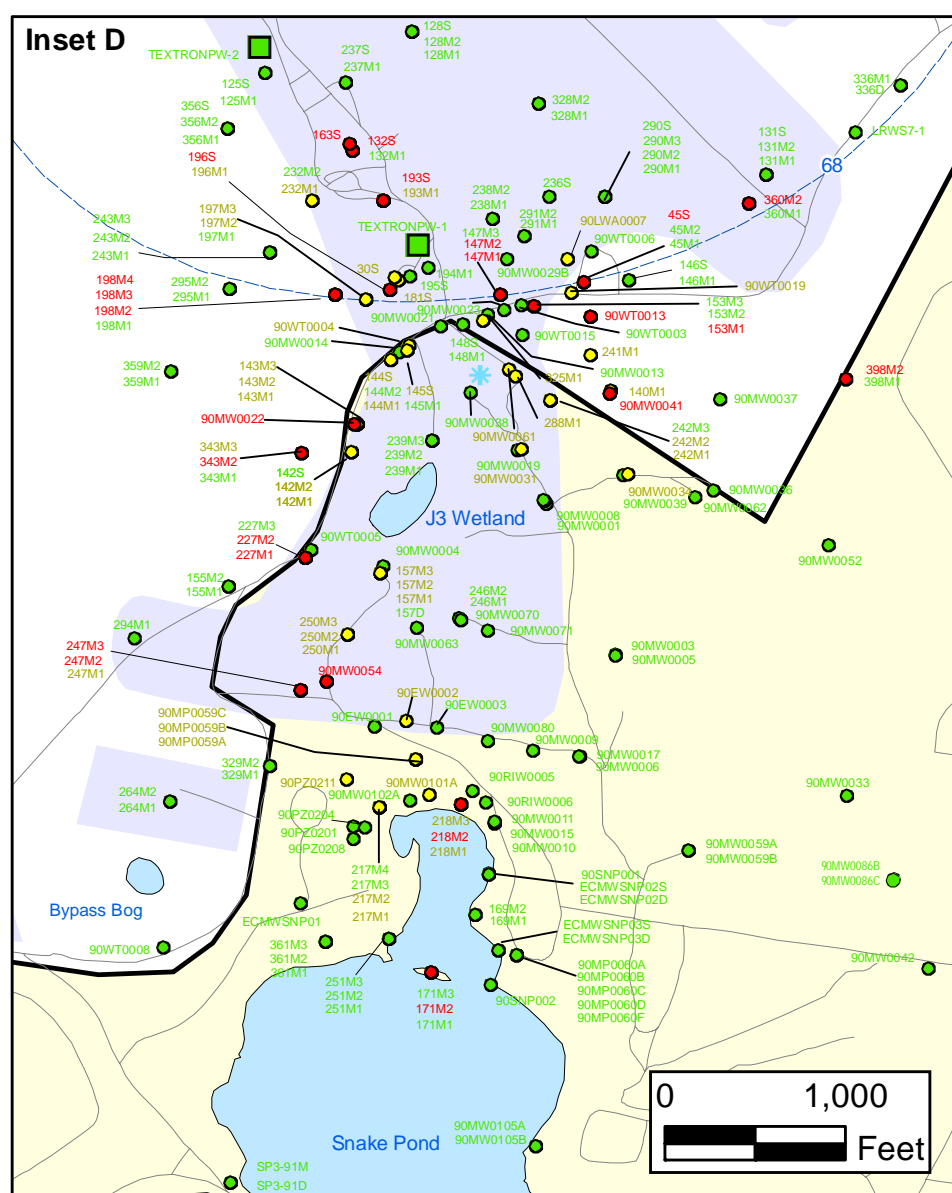 Inset D
TEXTRONPW-2
128S
128M2
128M1
237S
237M1
125S
125M1
356S
356M2
356M1
328M2
328M1
336M1
336D
LRWS7-1
163S
132S
132M1
290S
290M3
290M2
290M1
131S
131M2
131M1
68
196S
196M1
232M2
232M1
193S
193M1
238M2
238M1
236S
360M2
360M1
197M3
197M2
197M1
243M3
243M2
243M1
TEXTRONPW-1
291M2
291M1
147M3
147M2
147M1
90LWA0007
90WT0006
45S
45M2
45M1
146S
146M1
90WT0019
198M4
198M3
198M2
198M1
295M2
295M1
30S
194M1
195S
181S
90MW0029B
90MW0023
90MW0021
90WT0013
153M3
153M2
153M1
90WT0003
90WT0015
90WT0004
90MW0014
148S
148M1
241M1
90MW0013
325M1
359M2
359M1
143M3
143M2
143M1
144S
144M2
144M1
145S
145M1
288M1
140M1
90MW0041
90MW0037
398M2
398M1
90MW0022
90MW0038
242M3
242M2
242M1
343M3
343M2
343M1
142S
142M2
142M1
239M3
239M2
239M1
90MW0061
90MW0019
90MW0031
90MW0034
90MW0039
90MW0036
90MW0062
J3 Wetland
90MW0008
90MW0001
90MW0052
227M3
227M2
227M1
90WT0005
90MW0004
155M2
155M1
157M3
157M2
157M1
157D
246M2
246M1
90MW0070
90MW0071
294M1
250M3
250M2
250M1
90MW0063
90MW0003
90MW0005
247M3
247M2
247M1
90MW0054
90EW0002
90EW0001
90EW0003
90MP0059C
90MP0059B
90MP0059A
90MW0080
90MW0009
90MW0017
90MW0006
329M2
329M1
90PZ0211
90MW0102A
90MW0101A
90RIW0005
90RIW0006
90MW0011
90MW0015
90MW0010
90MW0033
264M2
264M1
90PZ0204
90PZ0201
90PZ0208
218M3
218M2
218M1
90MW0059A
90MW0059B
217M4
217M3
217M2
217M1
90SNP001
ECMWSNP02S
ECMWSNP02D
90MW0086B
90MW0086C
Bypass Bog
ECMWSNP01
169M2
169M1
ECMWSNP03S
ECMWSNP03D
90WT0008
361M3
361M2
361M1
251M3
251M2
251M1
171M3
171M2
171M1
90SNP002
90MP0060A
90MP0060B
90MP0060C
90MP0060D
90MP0060F
90MW0042
0 1,000
Feet
90MW0105A
90MW0105B
Snake Pond
SP3-91M
SP3-91D